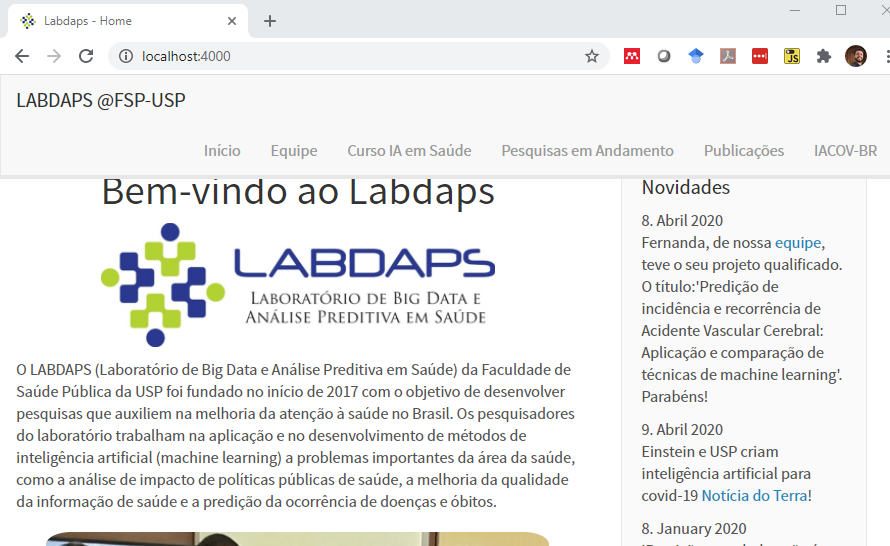 Labdaps - Home
localhost:4000
JS
LABDAPS @FSP-USP
Início Equipe Curso IA em Saúde Pesquisas em Andamento Publicações IACOV-BR
Bem-vindo ao Labdaps
LABDAPS
LABORATÓRIO DE BIG DATA E
ANÁLISE PREDITIVA EM SAÚDE
O LABDAPS (Laboratório de Big Data e Análise Preditiva em Saúde) da Faculdade de
Saúde Pública da USP foi fundado no início de 2017 com o objetivo de desenvolver
pesquisas que auxiliem na melhoria da atenção à saúde no Brasil. Os pesquisadores
do laboratório trabalham na aplicação e no desenvolvimento de métodos de
inteligência artificial (machine learning) a problemas importantes da área da saúde,
como a análise de impacto de políticas públicas de saúde, a melhoria da qualidade
da informação de saúde e a predição da ocorrência de doenças e óbitos.
Novidades
8. Abril 2020
Fernanda, de nossa equipe,
teve o seu projeto qualificado.
O título:'Predição de
incidência e recorrência de
Acidente Vascular Cerebral:
Aplicação e comparação de
técnicas de machine learning'.
Parabéns!
9. Abril 2020
Einstein e USP criam
inteligência artificial para
covid-19 Notícia do Terra!
8. January 2020